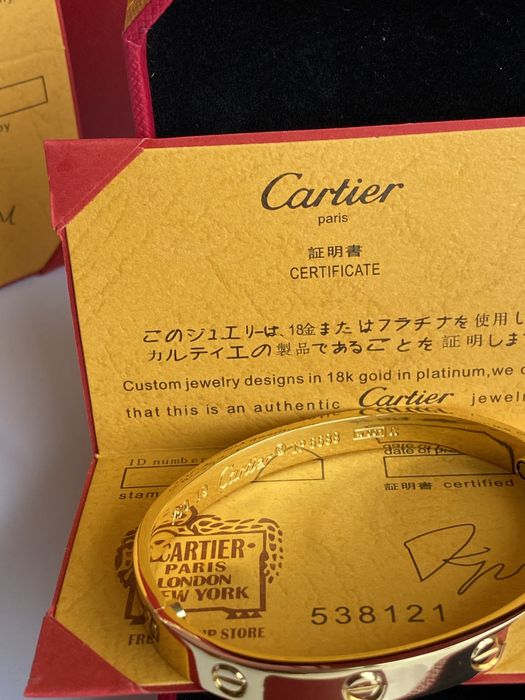 Cartier
paris
証明書
CERTIFICATE
このジュエリーは、18金またはプラチナを使用し
カルティエの製品であることを証明しま
Custom jewelry designs in 18k gold in platinum,we c
that this is an authentic Cartier jewel
ID number
date of
stam
証明書 certified
Cartier
CARTIER
PARIS
LONDON
NEW YORK
STORE
538121